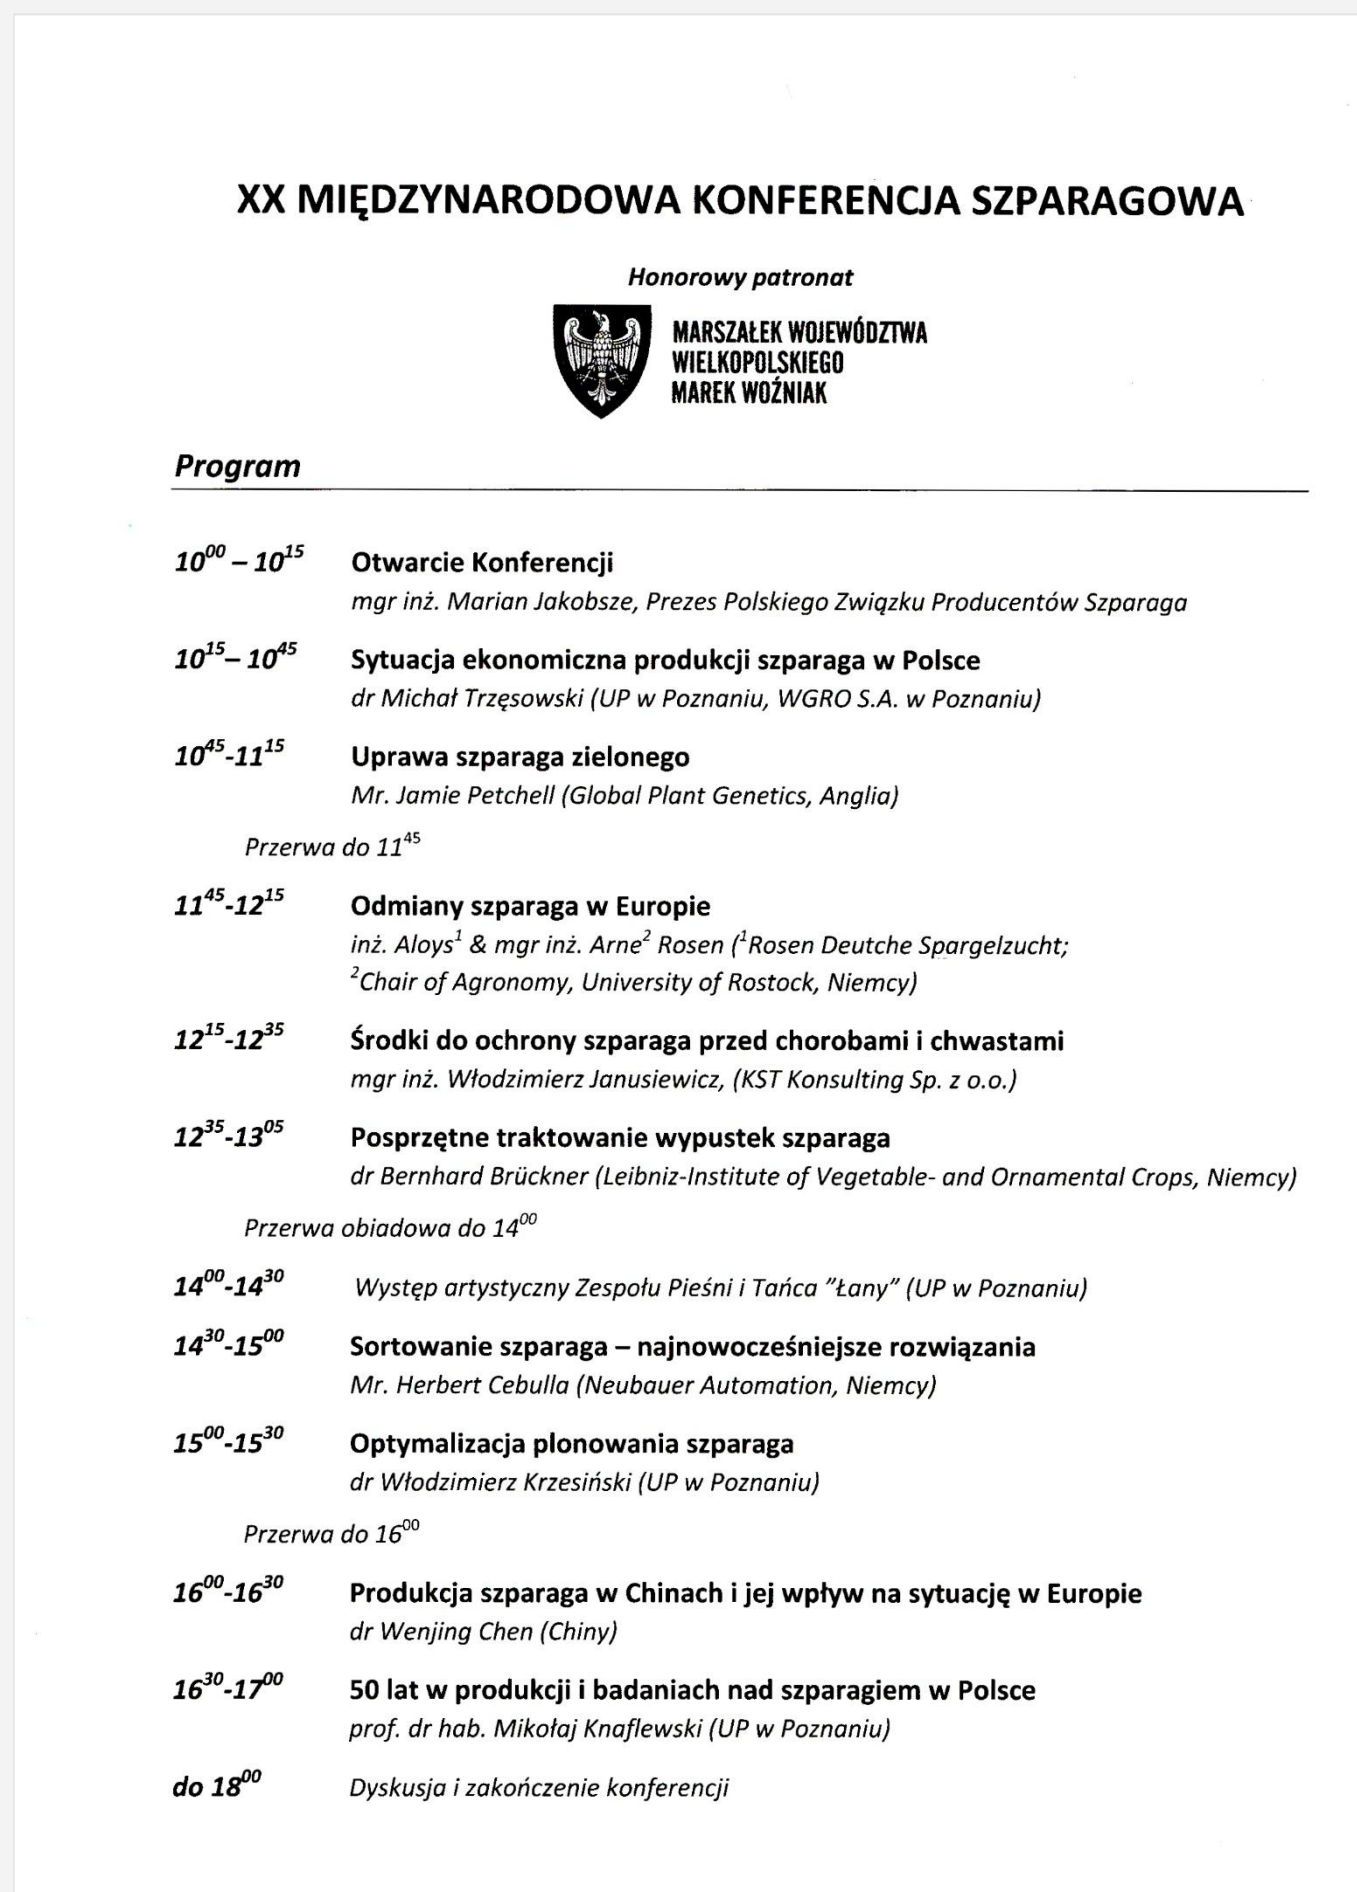 XX MIĘDZYNARODOWA KONFERENCJA SZPARAGOWA
Honorowy patronat
MARSZAŁEK WOJEWÓDZTWA
WIELKOPOLSKIEGO
MAREK WOŹNIAK
Program
10⁰⁰ – 10¹⁵ Otwarcie Konferencji
mgr inż. Marian Jakobsze, Prezes Polskiego Związku Producentów Szparaga
10¹⁵– 10⁴⁵ Sytuacja ekonomiczna produkcji szparaga w Polsce
dr Michał Trzęsowski (UP w Poznaniu, WGRO S.A. w Poznaniu)
10⁴⁵-11¹⁵ Uprawa szparaga zielonego
Mr. Jamie Petchell (Global Plant Genetics, Anglia)
Przerwa do 11⁴⁵
11⁴⁵-12¹⁵ Odmiany szparaga w Europie
inż. Aloys¹ & mgr inż. Arne² Rosen (¹Rosen Deutche Spargelzucht;
²Chair of Agronomy, University of Rostock, Niemcy)
12¹⁵-12³⁵ Środki do ochrony szparaga przed chorobami i chwastami
mgr inż. Włodzimierz Janusiewicz, (KST Konsulting Sp. z o.o.)
12³⁵-13⁰⁵ Posprzętne traktowanie wypustek szparaga
dr Bernhard Brückner (Leibniz-Institute of Vegetable- and Ornamental Crops, Niemcy)
Przerwa obiadowa do 14⁰⁰
14⁰⁰-14³⁰ Występ artystyczny Zespołu Pieśni i Tańca ”Łany” (UP w Poznaniu)
14³⁰-15⁰⁰ Sortowanie szparaga – najnowocześniejsze rozwiązania
Mr. Herbert Cebulla (Neubauer Automation, Niemcy)
15⁰⁰-15³⁰ Optymalizacja plonowania szparaga
dr Włodzimierz Krzesiński (UP w Poznaniu)
Przerwa do 16⁰⁰
16⁰⁰-16³⁰ Produkcja szparaga w Chinach i jej wpływ na sytuację w Europie
dr Wenjing Chen (Chiny)
16³⁰-17⁰⁰ 50 lat w produkcji i badaniach nad szparagiem w Polsce
prof. dr hab. Mikołaj Knaflewski (UP w Poznaniu)
do 18⁰⁰ Dyskusja i zakończenie konferencji